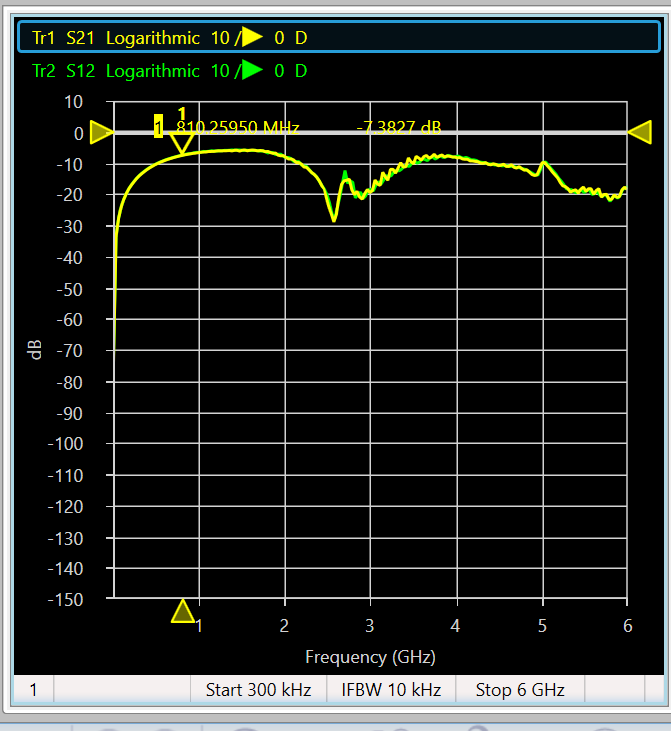 Tr1 S21 Logarithmic 10 / 0 D
Tr2 S12 Logarithmic 10 / 0 D
1
1 810.25950 MHz -7.3827 dB
10
0
-10
-20
-30
-40
-50
-60
-70
-80
-90
-100
-110
-120
-130
-140
-150
dB
1 2 3 4 5 6
Frequency (GHz)
1 Start 300 kHz IFBW 10 kHz Stop 6 GHz